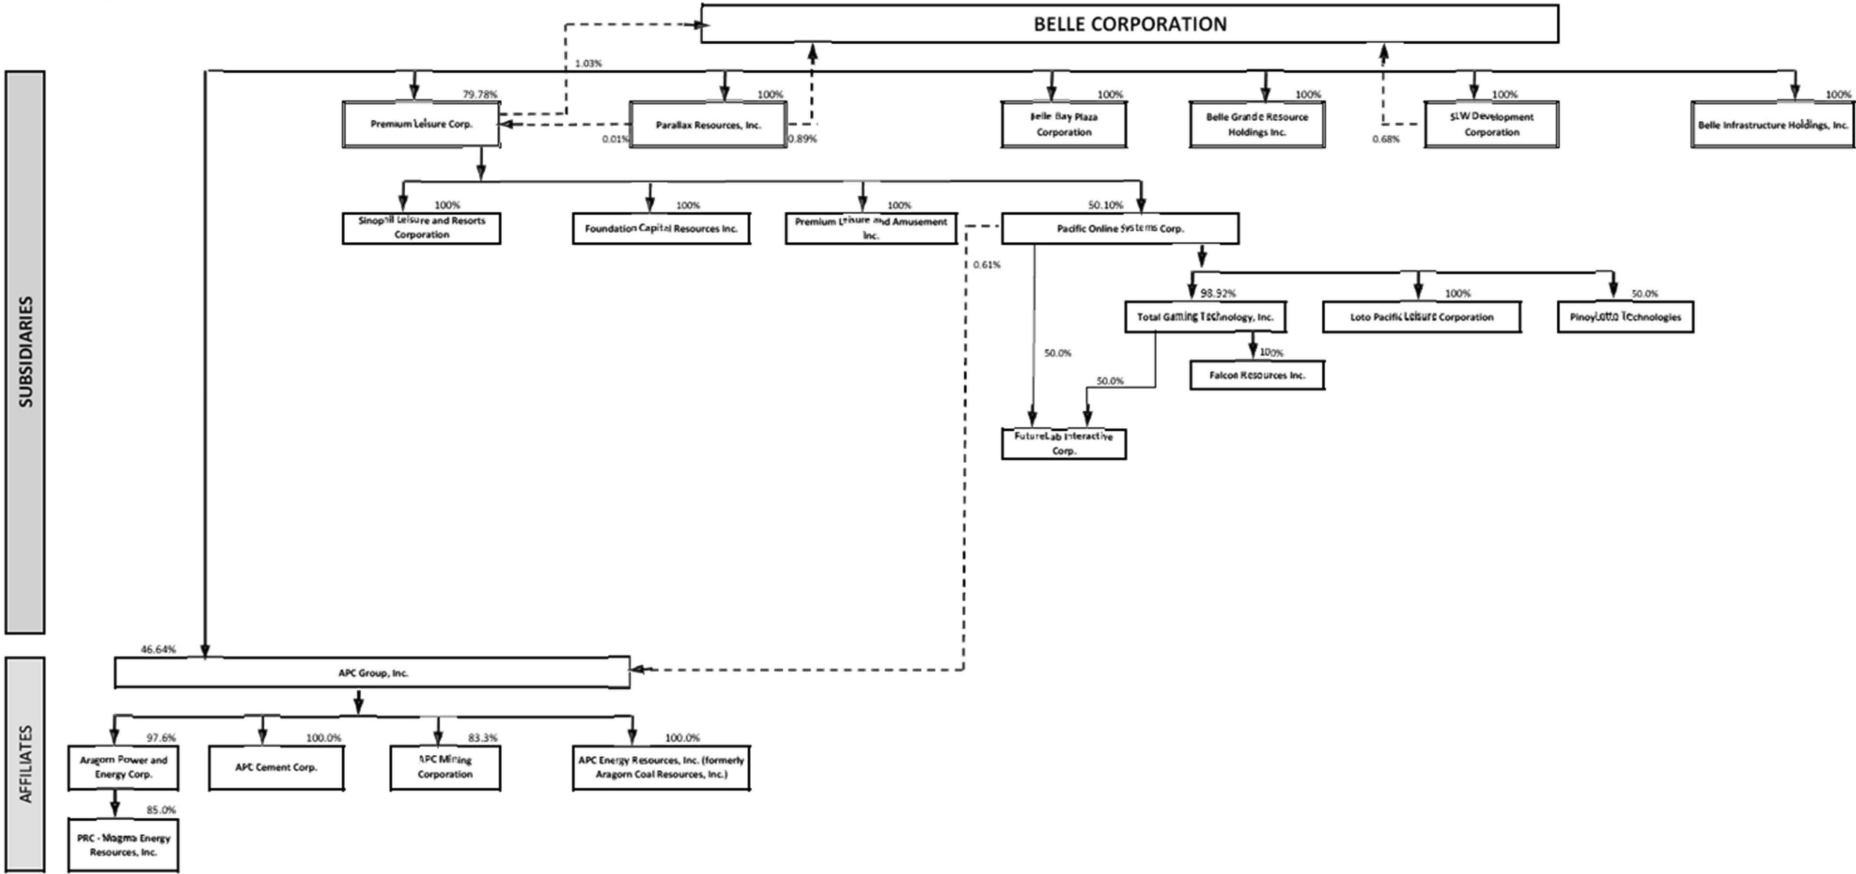 BELLE CORPORATION
1.03%
79.78%
100%
100%
100%
100%
100%
Premium Leisure Corp.
Parallax Resources, Inc.
Belle Bay Plaza
Corporation
Belle Grande Resource
Holdings Inc.
SLW Development
Corporation
Belle Infrastructure Holdings, Inc.
0.01%
0.89%
0.68%
SUBSIDIARIES
100%
100%
100%
50.10%
Sinophil Leisure and Resorts
Corporation
Foundation Capital Resources Inc.
Premium Leisure and Amusement
Inc.
Pacific Online Systems Corp.
0.61%
98.92%
100%
50.0%
Total Gaming Technology, Inc.
Loto Pacific Leisure Corporation
PinoyLotto Technologies
50.0%
100%
Falcon Resources Inc.
50.0%
FutureLab Interactive
Corp.
46.64%
APC Group, Inc.
AFFILIATES
97.6%
100.0%
83.3%
100.0%
Aragorn Power and
Energy Corp.
APC Cement Corp.
APC Mining
Corporation
APC Energy Resources, Inc. (formerly
Aragorn Coal Resources, Inc.)
85.0%
PRC - Magma Energy
Resources, Inc.